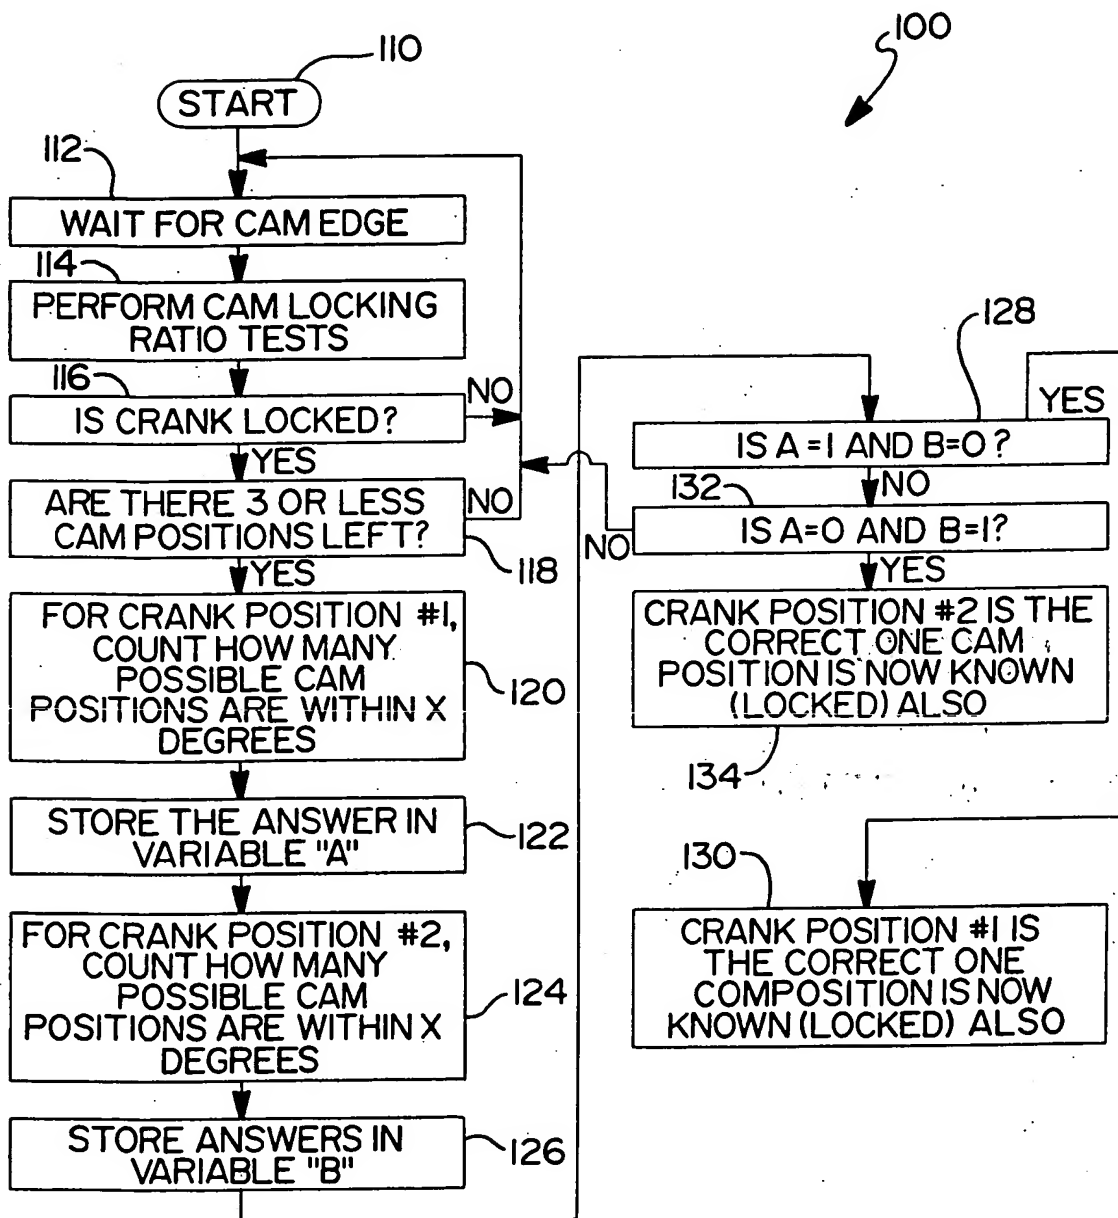 100
110
START
112
WAIT FOR CAM EDGE
114
PERFORM CAM LOCKING
RATIO TESTS
116
IS CRANK LOCKED?
NO
YES
ARE THERE 3 OR LESS
CAM POSITIONS LEFT?
NO
118
YES
FOR CRANK POSITION #1,
COUNT HOW MANY
POSSIBLE CAM
POSITIONS ARE WITHIN X
DEGREES
120
STORE THE ANSWER IN
VARIABLE "A"
122
FOR CRANK POSITION #2,
COUNT HOW MANY
POSSIBLE CAM
POSITIONS ARE WITHIN X
DEGREES
124
STORE ANSWERS IN
VARIABLE "B"
126
128
YES
IS A=1 AND B=0?
NO
132
IS A=0 AND B=1?
NO
YES
CRANK POSITION #2 IS THE
CORRECT ONE CAM
POSITION IS NOW KNOWN
(LOCKED) ALSO
134
130
CRANK POSITION #1 IS
THE CORRECT ONE
COMPOSITION IS NOW
KNOWN (LOCKED) ALSO